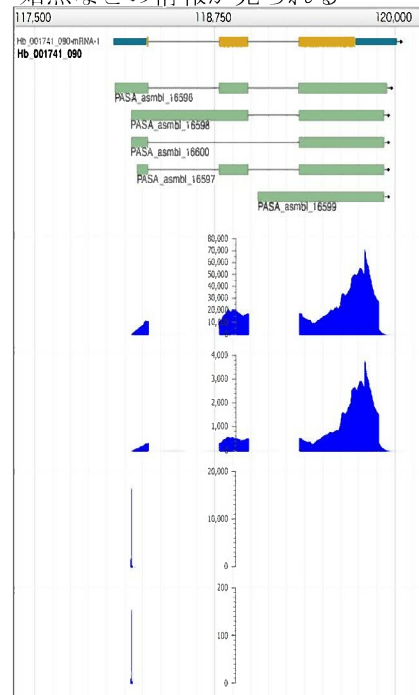 117,500 118,750 120,000
Hb_001741_090-mRNA-1
Hb_001741_090
PASA_asmbl_16596
PASA_asmbl_16598
PASA_asmbl_16600
PASA_asmbl_16597
PASA_asmbl_16599
80,000
70,000
60,000
50,000
40,000
30,000
20,000
10,000
0
4,000
3,000
2,000
1,000
0
20,000
10,000
0
200
100
0